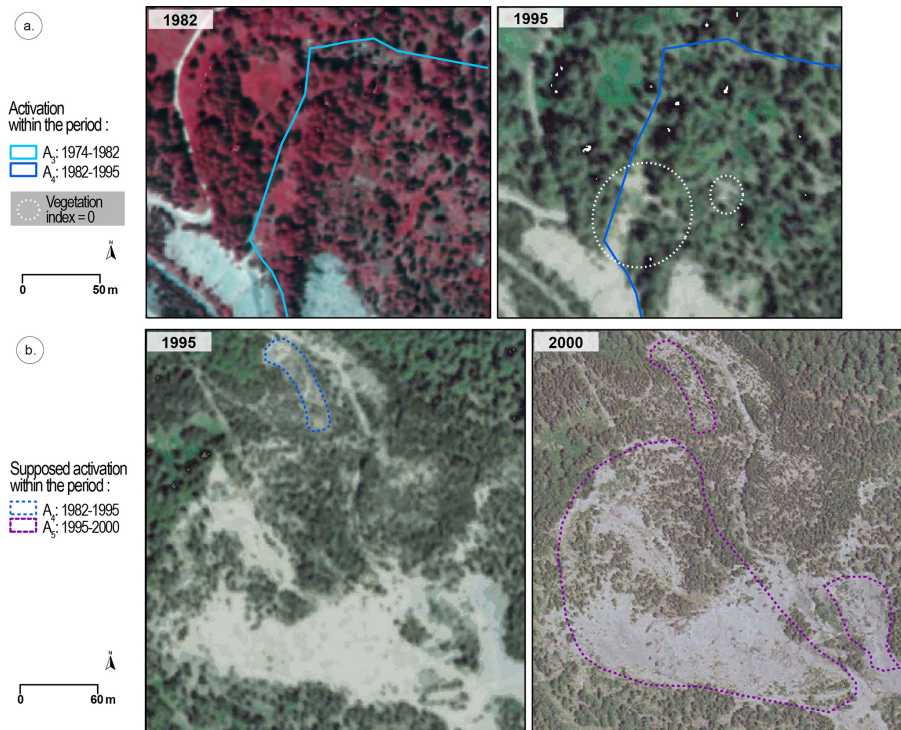 a.
1982
1995
Activation
within the period :
A3: 1974-1982
A4: 1982-1995
Vegetation
index = 0
N
0 50 m
b.
1995
2000
Supposed activation
within the period :
A4: 1982-1995
A5: 1995-2000
N
0 60 m